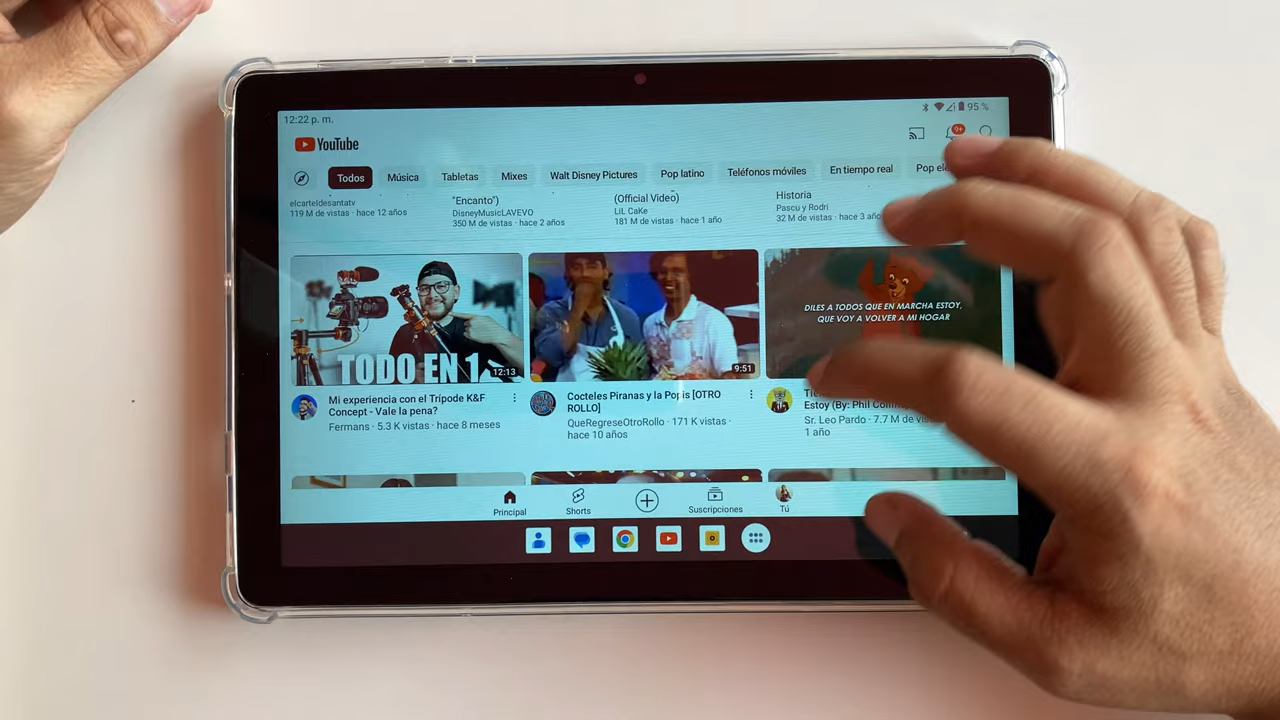 12:22 p. m.
95 %
YouTube
9+
Todos
Música
Tabletas
Mixes
Walt Disney Pictures
Pop latino
Teléfonos móviles
En tiempo real
Pop
elcarteldesantatv
119 M de vistas · hace 12 años
"Encanto")
DisneyMusicLAVEVO
350 M de vistas · hace 2 años
(Official Video)
LiL CaKe
181 M de vistas · hace 1 año
Historia
Pascu y Rodri
32 M de vistas · hace 3 año
TODO EN 1
12:13
9:51
DILES A TODOS QUE EN MARCHA ESTOY,
QUE VOY A VOLVER A MI HOGAR
Mi experiencia con el Trípode K&F
Concept - Vale la pena?
Fermans · 5.3 K vistas · hace 8 meses
Cocteles Piranas y la Popis [OTRO
ROLLO]
QueRegreseOtroRollo · 171 K vistas ·
hace 10 años
Estoy (By: Phil
Sr. Leo Pardo · 7.7 M de
1 año
Principal
Shorts
Suscripciones
Tú